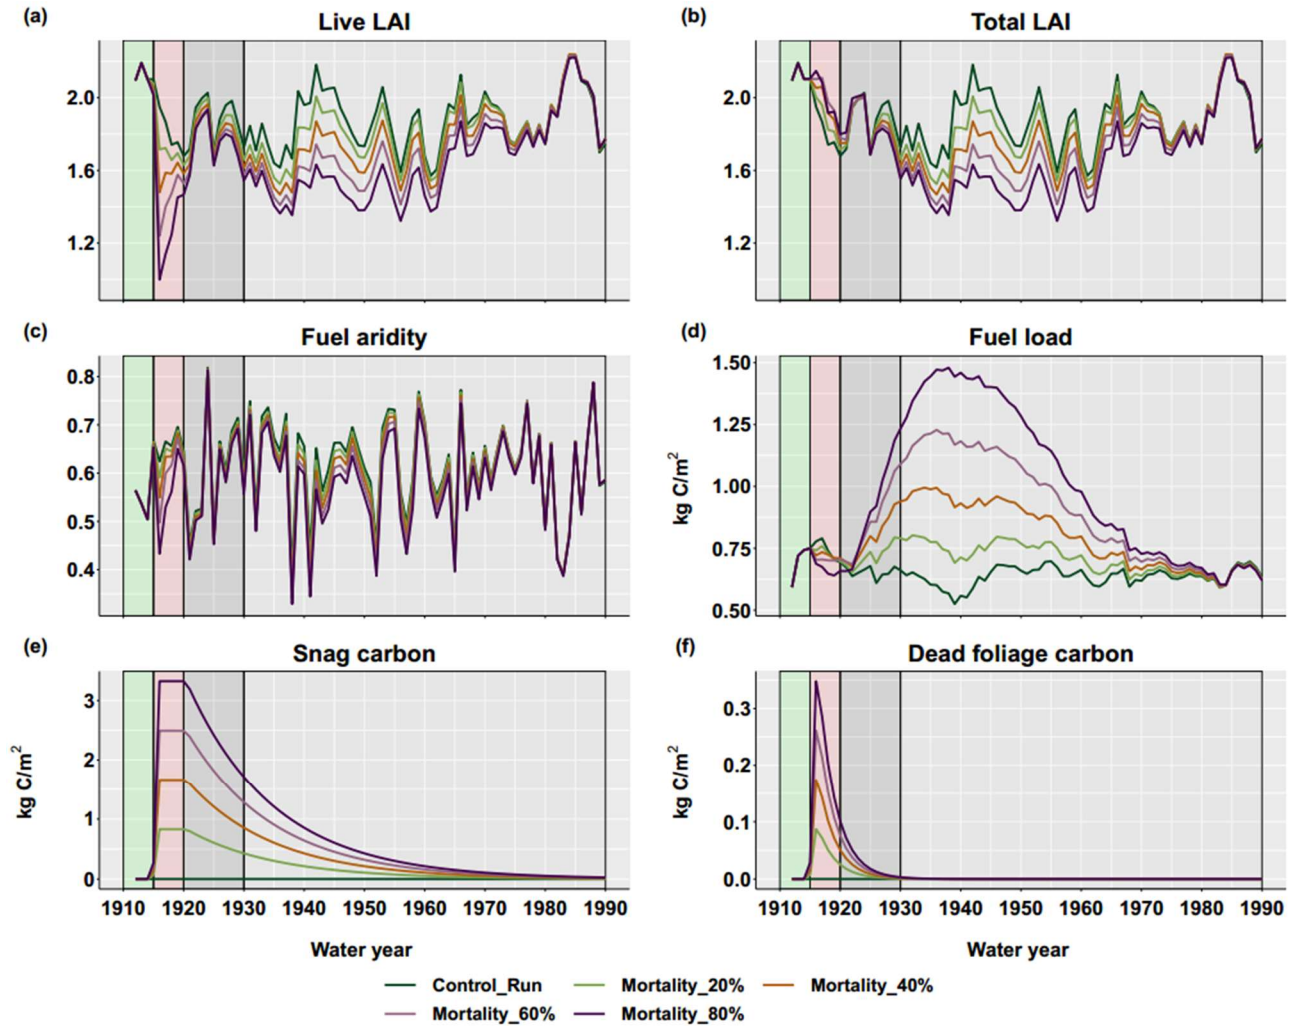 (a) Live LAI
(b) Total LAI
2.0
1.6
1.2
2.0
1.6
1.2
(c) Fuel aridity
(d) Fuel load
0.8
0.7
0.6
0.5
0.4
kg C/m²
1.50
1.25
1.00
0.75
0.50
(e) Snag carbon
(f) Dead foliage carbon
kg C/m²
3
2
1
0
kg C/m²
0.3
0.2
0.1
0.0
1910 1920 1930 1940 1950 1960 1970 1980 1990
1910 1920 1930 1940 1950 1960 1970 1980 1990
Water year
Water year
Control_Run Mortality_20% Mortality_40%
Mortality_60% Mortality_80%